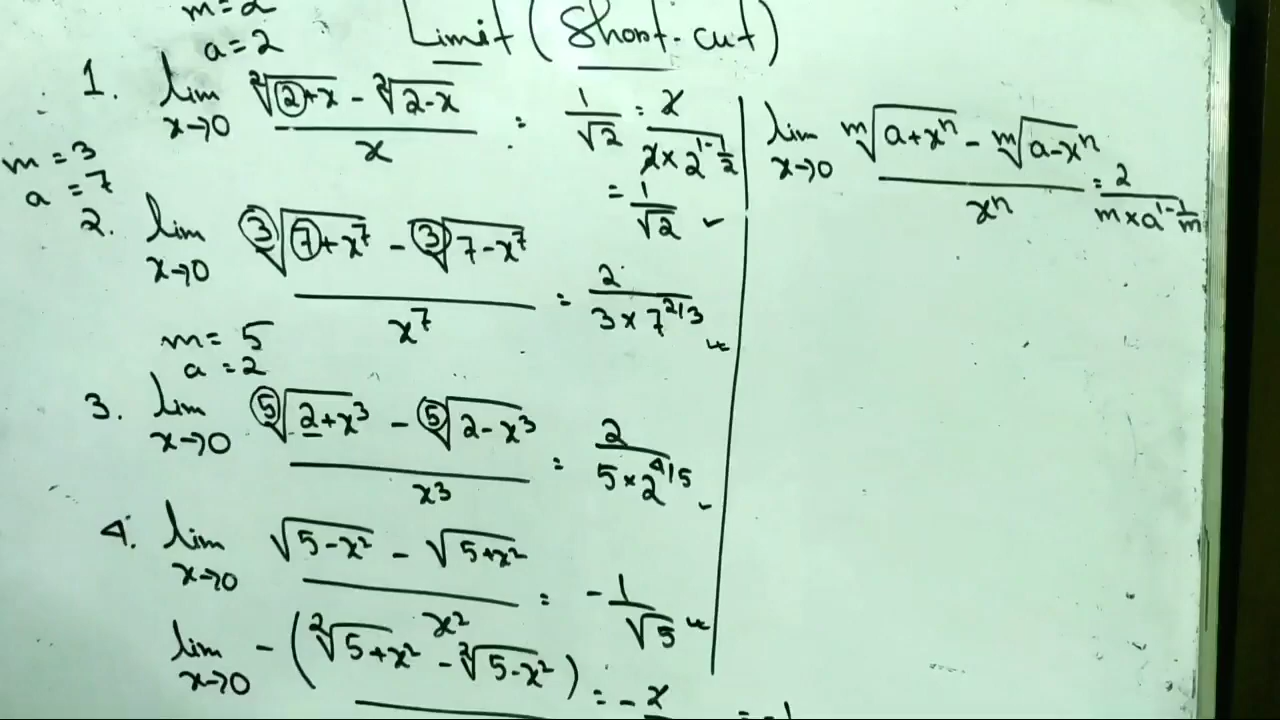 m=2
Limit (Short-cut)
a=2
1. lim x→0 (²√(2+x) - ²√(2-x)) / x = 1/√2 = 2/(2×2^(1-1/2))
= 1/√2 ✓
lim x→0 (ᵐ√(a+xⁿ) - ᵐ√(a-xⁿ)) / xⁿ = 2/(m×a^(1-1/m))
m=3
a=7
2. lim x→0 (³√(7+x⁷) - ³√(7-x⁷)) / x⁷ = 2/(3×7^(2/3))
m=5
a=2
3. lim x→0 (⁵√(2+x³) - ⁵√(2-x³)) / x³ = 2/(5×2^(4/5))
4. lim x→0 (√(5-x²) - √(5+x²)) / x² = -1/√5
lim x→0 -(²√(5+x²) - ²√(5-x²)) = -2 = -1